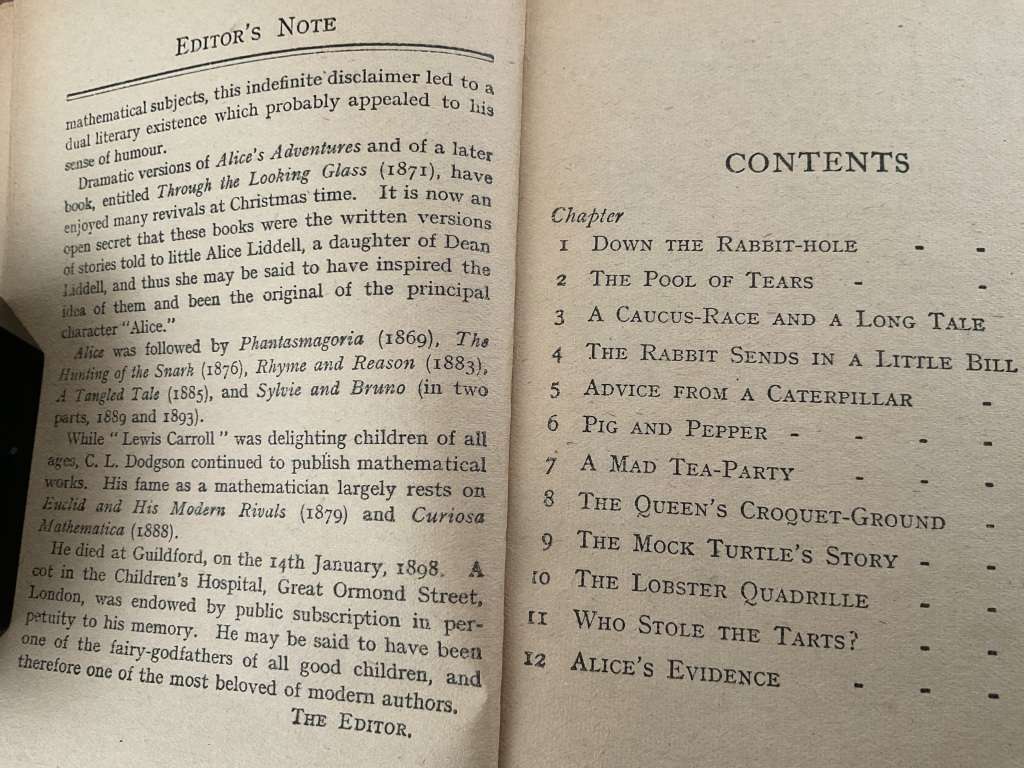 EDITOR'S NOTE
mathematical subjects, this indefinite disclaimer led to a
dual literary existence which probably appealed to his
sense of humour.
Dramatic versions of Alice's Adventures and of a later
book, entitled Through the Looking Glass (1871), have
enjoyed many revivals at Christmas time. It is now an
open secret that these books were the written versions
of stories told to little Alice Liddell, a daughter of Dean
Liddell, and thus she may be said to have inspired the
idea of them and been the original of the principal
character "Alice."
Alice was followed by Phantasmagoria (1869), The
Hunting of the Snark (1876), Rhyme and Reason (1883),
A Tangled Tale (1885), and Sylvie and Bruno (in two
parts, 1889 and 1893).
While "Lewis Carroll" was delighting children of all
ages, C. L. Dodgson continued to publish mathematical
works. His fame as a mathematician largely rests on
Euclid and His Modern Rivals (1879) and Curiosa
Mathematica (1888).
He died at Guildford, on the 14th January, 1898. A
cot in the Children's Hospital, Great Ormond Street,
London, was endowed by public subscription in per-
petuity to his memory. He may be said to have been
one of the fairy-godfathers of all good children, and
therefore one of the most beloved of modern authors.
THE EDITOR.
CONTENTS
Chapter
1 DOWN THE RABBIT-HOLE - -
2 THE POOL OF TEARS - -
3 A CAUCUS-RACE AND A LONG TALE
4 THE RABBIT SENDS IN A LITTLE BILL
5 ADVICE FROM A CATERPILLAR -
6 PIG AND PEPPER - - - -
7 A MAD TEA-PARTY - - -
8 THE QUEEN'S CROQUET-GROUND -
9 THE MOCK TURTLE'S STORY - -
10 THE LOBSTER QUADRILLE - -
11 WHO STOLE THE TARTS? - -
12 ALICE'S EVIDENCE - - -